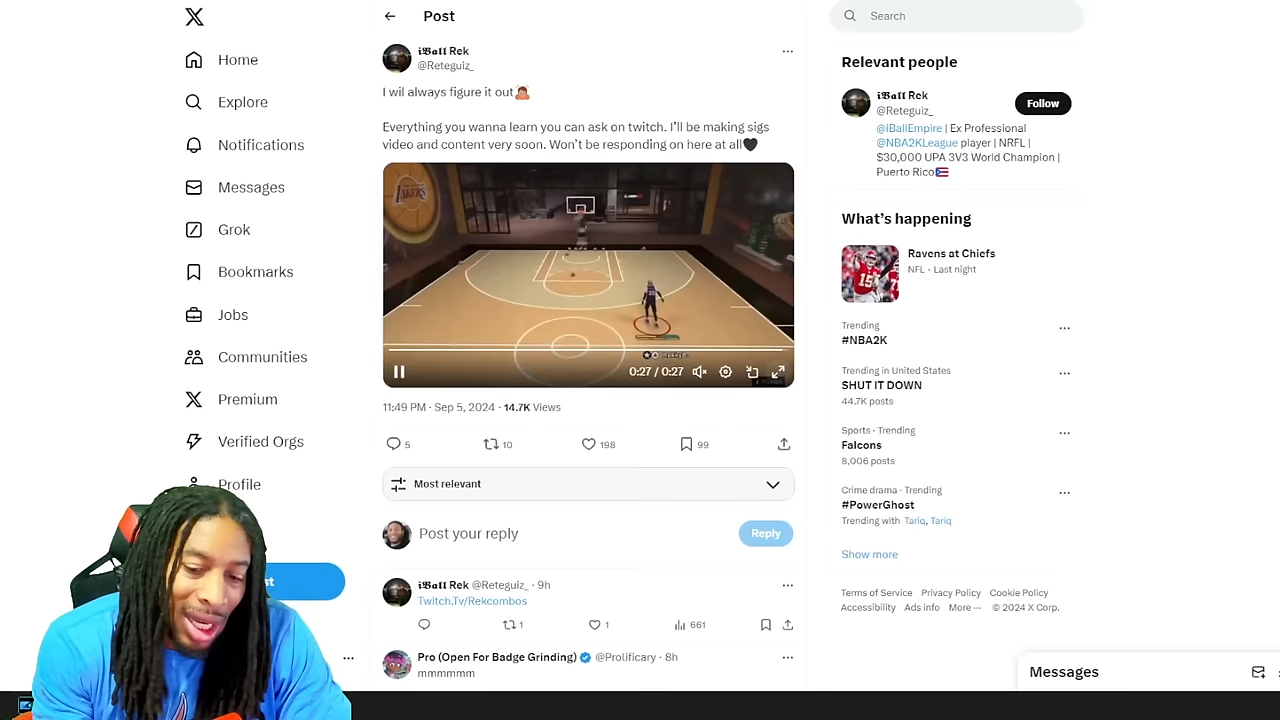 Home
Explore
Notifications
Messages
Grok
Bookmarks
Jobs
Communities
Premium
Verified Orgs
Profile
Post
𝖎𝕭𝖆𝖑𝖑 Rek
@Reteguiz_
I wil always figure it out🤷🏽
Everything you wanna learn you can ask on twitch. I'll be making sigs
video and content very soon. Won't be responding on here at all🖤
LAKERS
0:27 / 0:27
11:49 PM · Sep 5, 2024 · 14.7K Views
5
10
198
99
Most relevant
Post your reply
Reply
𝖎𝕭𝖆𝖑𝖑 Rek @Reteguiz_ · 9h
Twitch.Tv/Rekcombos
1
1
661
Pro (Open For Badge Grinding) @Prolificary · 8h
mmmmmm
Search
Relevant people
𝖎𝕭𝖆𝖑𝖑 Rek
@Reteguiz_
Follow
@iBallEmpire | Ex Professional
@NBA2KLeague player | NRFL |
$30,000 UPA 3V3 World Champion |
Puerto Rico🇵🇷
What's happening
Ravens at Chiefs
NFL · Last night
Trending
#NBA2K
Trending in United States
SHUT IT DOWN
44.7K posts
Sports · Trending
Falcons
8,006 posts
Crime drama · Trending
#PowerGhost
Trending with Tariq, Tariq
Show more
Terms of Service Privacy Policy Cookie Policy
Accessibility Ads info More ··· © 2024 X Corp.
Messages